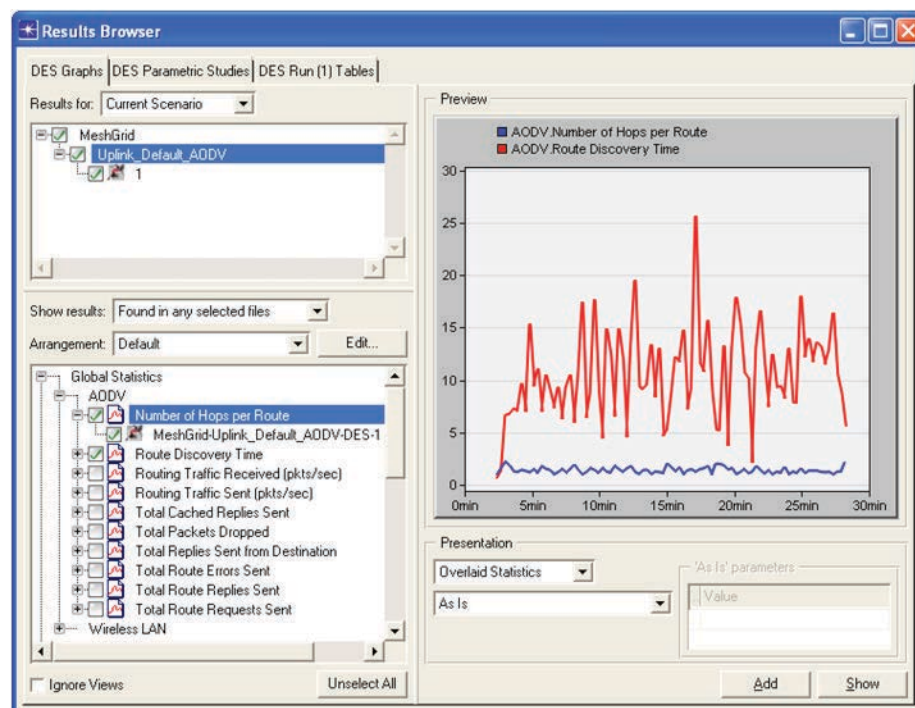 Results Browser
DES Graphs DES Parametric Studies DES Run (1) Tables
Results for: Current Scenario
MeshGrid
Uplink_Default_AODV
1
Show results: Found in any selected files
Arrangement: Default Edit...
Global Statistics
AODV
Number of Hops per Route
MeshGrid-Uplink_Default_AODV-DES-1
Route Discovery Time
Routing Traffic Received (pkts/sec)
Routing Traffic Sent (pkts/sec)
Total Cached Replies Sent
Total Packets Dropped
Total Replies Sent from Destination
Total Route Errors Sent
Total Route Replies Sent
Total Route Requests Sent
Wireless LAN
Ignore Views Unselect All
Preview
AODV.Number of Hops per Route
AODV.Route Discovery Time
30
25
20
15
10
5
0
0min 5min 10min 15min 20min 25min 30min
Presentation
Overlaid Statistics
As Is
'As Is' parameters
Value
Add Show